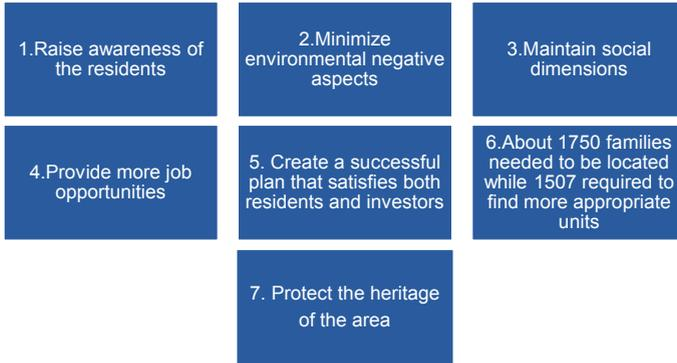 1.Raise awareness of
the residents
2.Minimize
environmental negative
aspects
3.Maintain social
dimensions
4.Provide more job
opportunities
5. Create a successful
plan that satisfies both
residents and investors
6.About 1750 families
needed to be located
while 1507 required to
find more appropriate
units
7. Protect the heritage
of the area